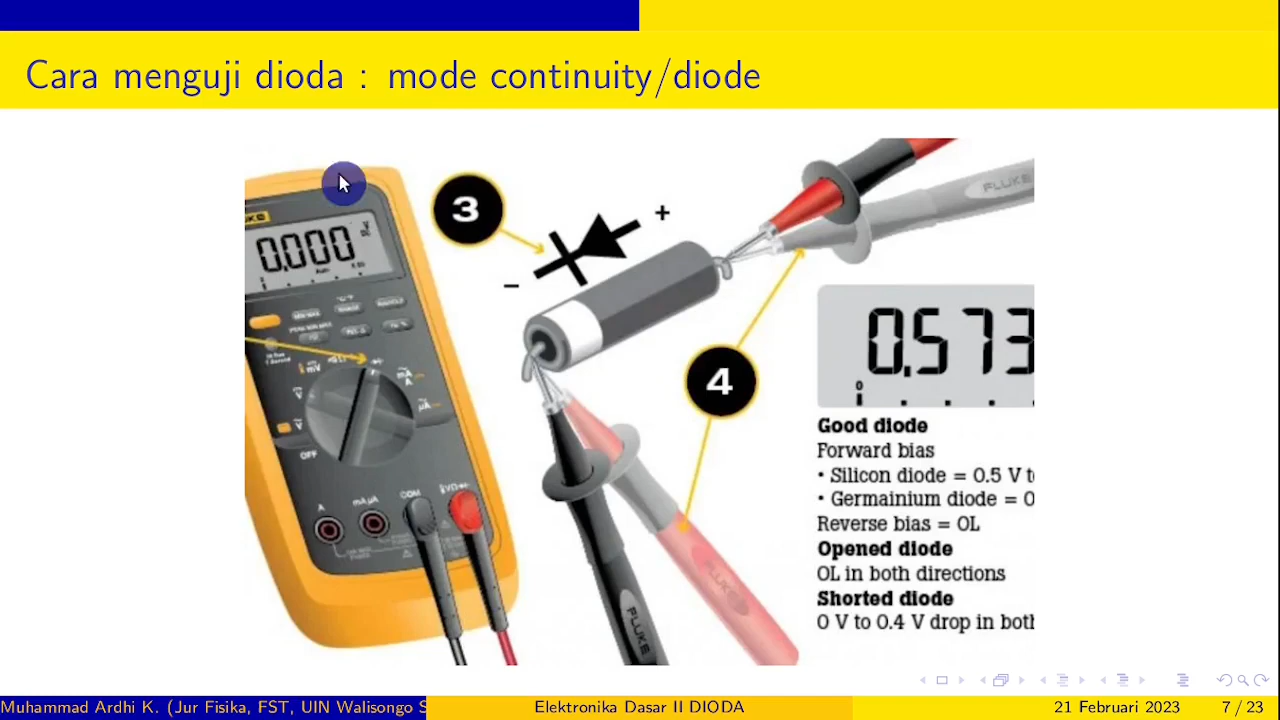 Cara menguji dioda : mode continuity/diode
3
+
−
0.000
4
0.573
Good diode
Forward bias
• Silicon diode = 0.5 V t
• Germainium diode = 0
Reverse bias = OL
Opened diode
OL in both directions
Shorted diode
0 V to 0.4 V drop in both
mV
V
V
OFF
A
mAμA
COM
FLUKE
FLUKE
FLUKE
Muhammad Ardhi K. (Jur Fisika, FST, UIN Walisongo S
Elektronika Dasar II DIODA
21 Februari 2023
7 / 23